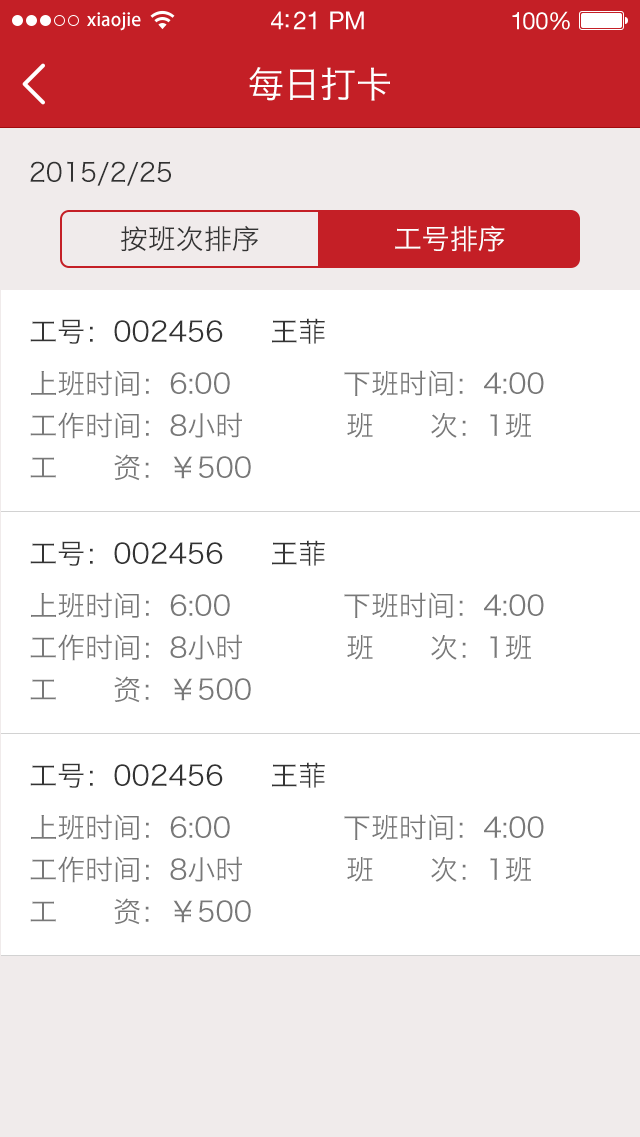 xiaojie 4:21 PM 100%
每日打卡
2015/2/25
按班次排序 工号排序
工号：002456 王菲
上班时间：6:00 下班时间：4:00
工作时间：8小时 班 次：1班
工 资：￥500
工号：002456 王菲
上班时间：6:00 下班时间：4:00
工作时间：8小时 班 次：1班
工 资：￥500
工号：002456 王菲
上班时间：6:00 下班时间：4:00
工作时间：8小时 班 次：1班
工 资：￥500